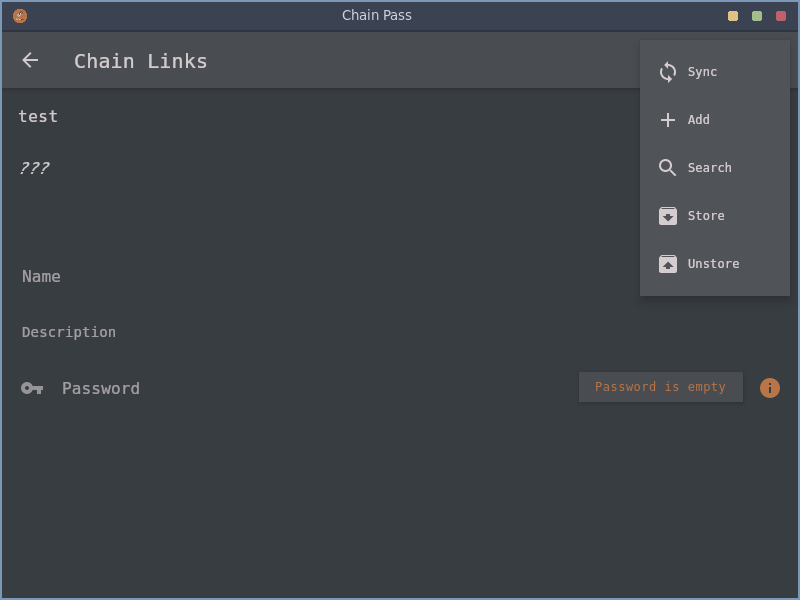 Chain Pass
Chain Links
Sync
Add
Search
Store
Unstore
test
???
Name
Description
Password
Password is empty